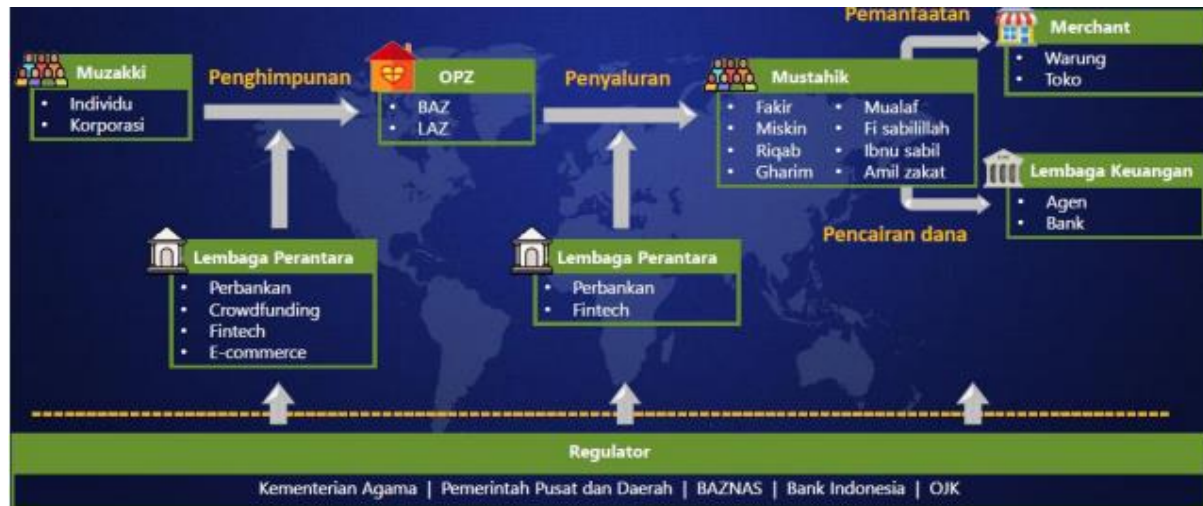 Muzakki
• Individu
• Korporasi
Penghimpunan
OPZ
• BAZ
• LAZ
Penyaluran
Mustahik
• Fakir
• Miskin
• Riqab
• Gharim
• Mualaf
• Fi sabilillah
• Ibnu sabil
• Amil zakat
Pemanfaatan
Merchant
• Warung
• Toko
Pencairan dana
Lembaga Keuangan
• Agen
• Bank
Lembaga Perantara
• Perbankan
• Crowdfunding
• Fintech
• E-commerce
Lembaga Perantara
• Perbankan
• Fintech
Regulator
Kementerian Agama | Pemerintah Pusat dan Daerah | BAZNAS | Bank Indonesia | OJK